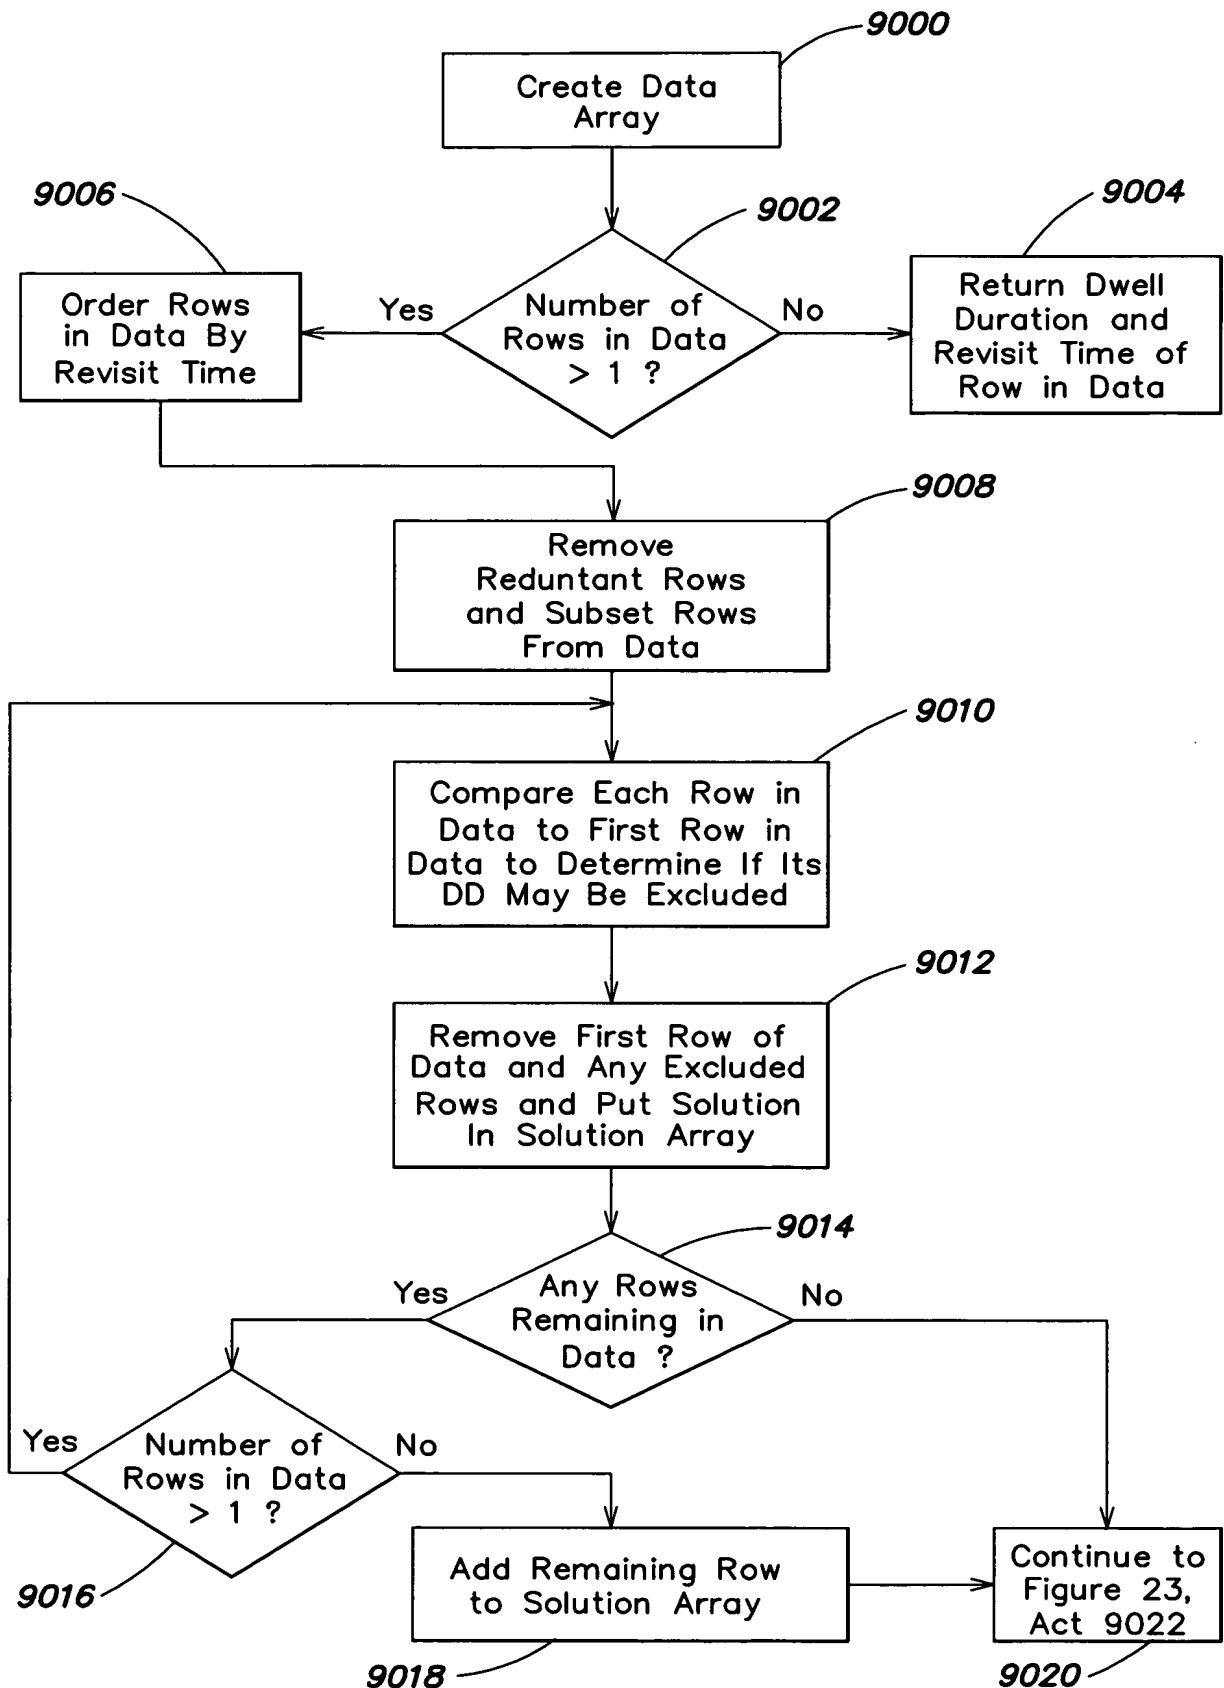 9000
Create Data
Array
9006
9002
9004
Order Rows
in Data By
Revisit Time
Yes
Number of
Rows in Data
> 1 ?
No
Return Dwell
Duration and
Revisit Time of
Row in Data
9008
Remove
Reduntant Rows
and Subset Rows
From Data
9010
Compare Each Row in
Data to First Row in
Data to Determine If Its
DD May Be Excluded
9012
Remove First Row of
Data and Any Excluded
Rows and Put Solution
In Solution Array
9014
Yes
Any Rows
Remaining in
Data ?
No
Yes
Number of
Rows in Data
> 1 ?
No
9016
Add Remaining Row
to Solution Array
9018
Continue to
Figure 23,
Act 9022
9020